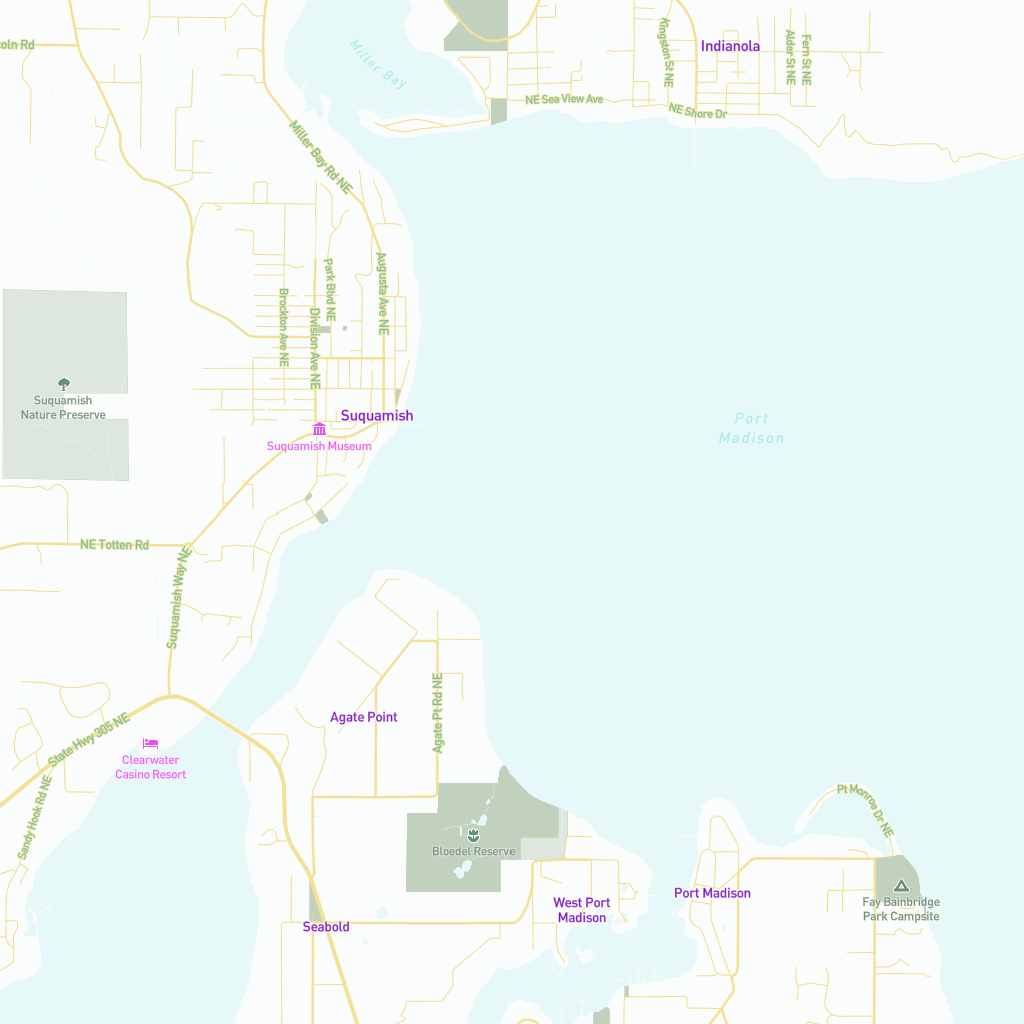 coln Rd
Miller Bay
Kingston St NE
Indianola
Alder St NE
Fern St NE
NE Sea View Ave
NE Shore Dr
Miller Bay Rd NE
Park Blvd NE
Augusta Ave NE
Brockton Ave NE
Division Ave NE
Suquamish
Nature Preserve
Suquamish
Suquamish Museum
Port
Madison
NE Totten Rd
Suquamish Way NE
Agate Point
Agate Pt Rd NE
State Hwy 305 NE
Clearwater
Casino Resort
Sandy Hook Rd NE
Pt Monroe Dr NE
Bloedel Reserve
Port Madison
West Port
Madison
Fay Bainbridge
Park Campsite
Seabold